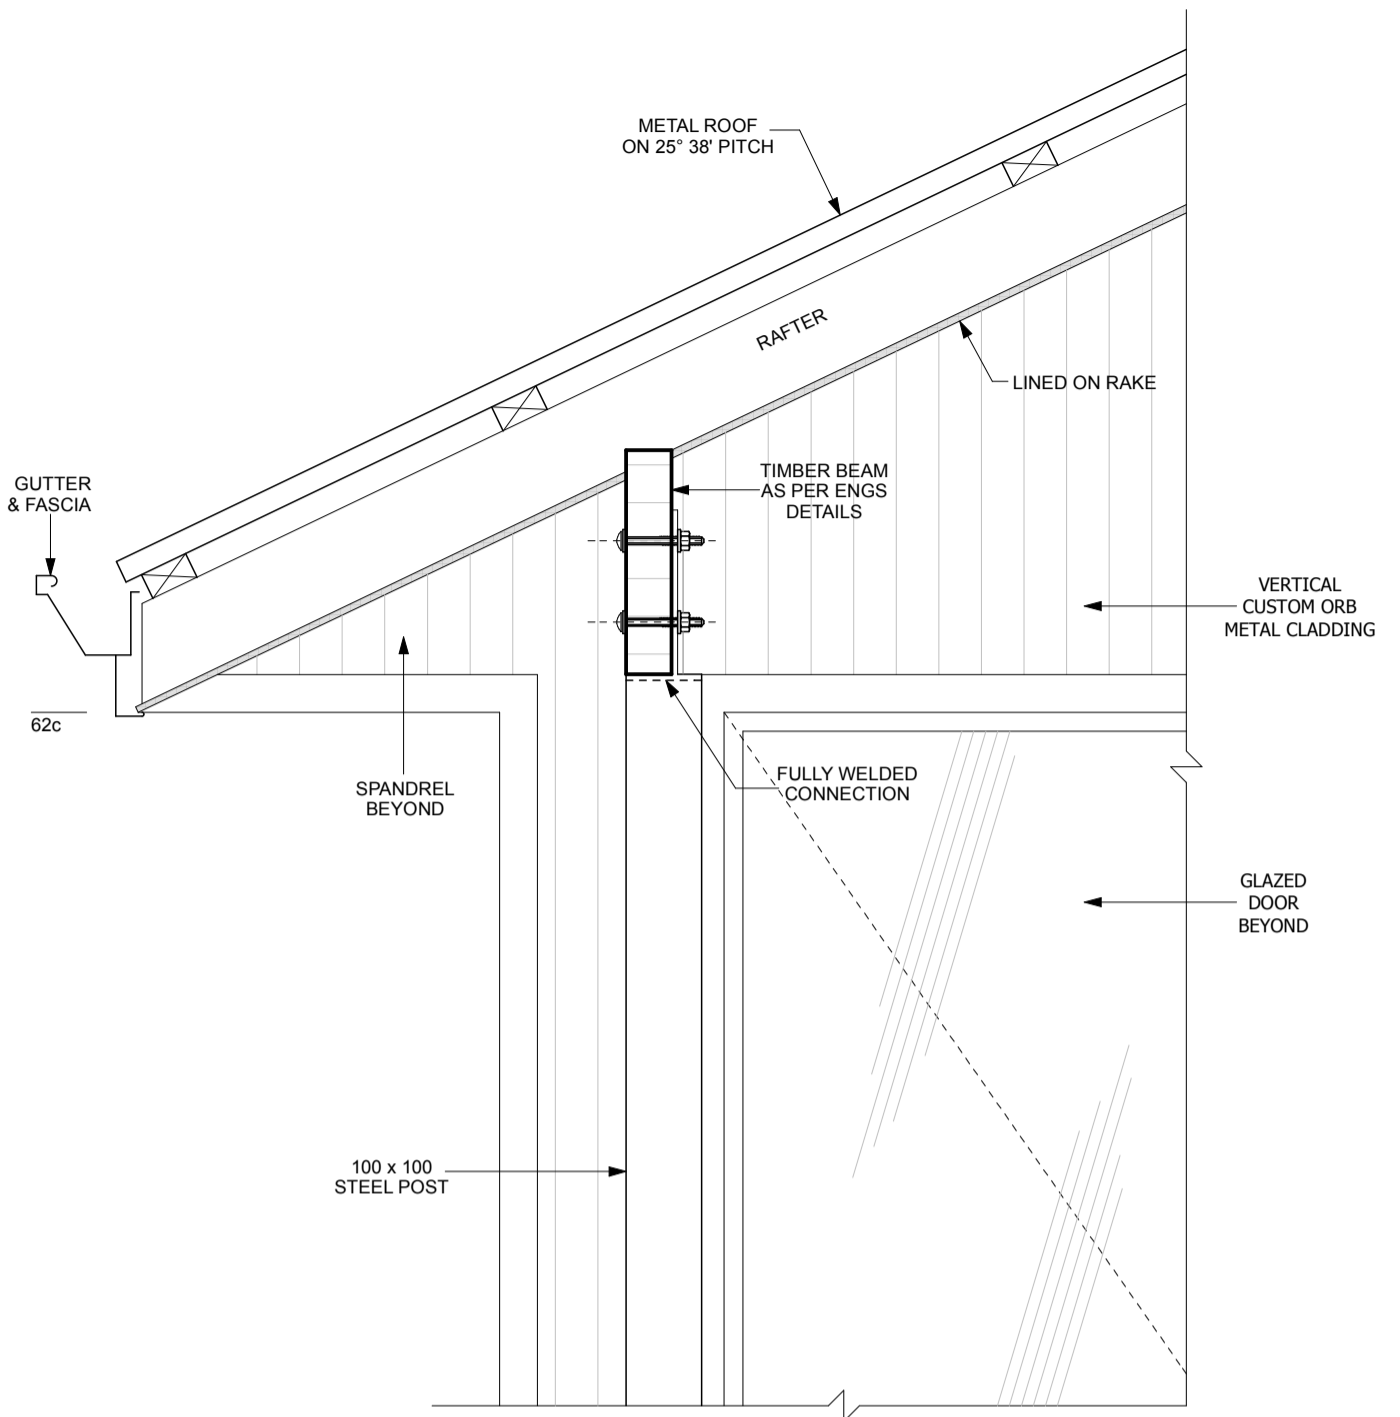 METAL ROOF
ON 25° 38' PITCH
RAFTER
LINED ON RAKE
GUTTER
& FASCIA
TIMBER BEAM
AS PER ENGS
DETAILS
VERTICAL
CUSTOM ORB
METAL CLADDING
62c
SPANDREL
BEYOND
FULLY WELDED
CONNECTION
GLAZED
DOOR
BEYOND
100 x 100
STEEL POST